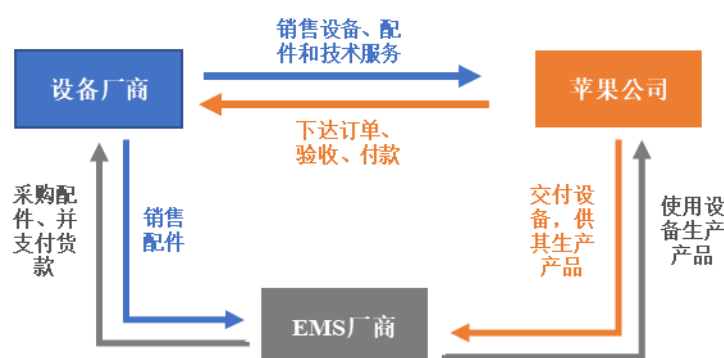 销售设备、配
件和技术服务
设备厂商
苹果公司
下达订单、
验收、付款
采购配
件、并
支付货
款
销售
配件
交付设
备，供
其生产
产品
使用设
备生产
产品
EMS厂商